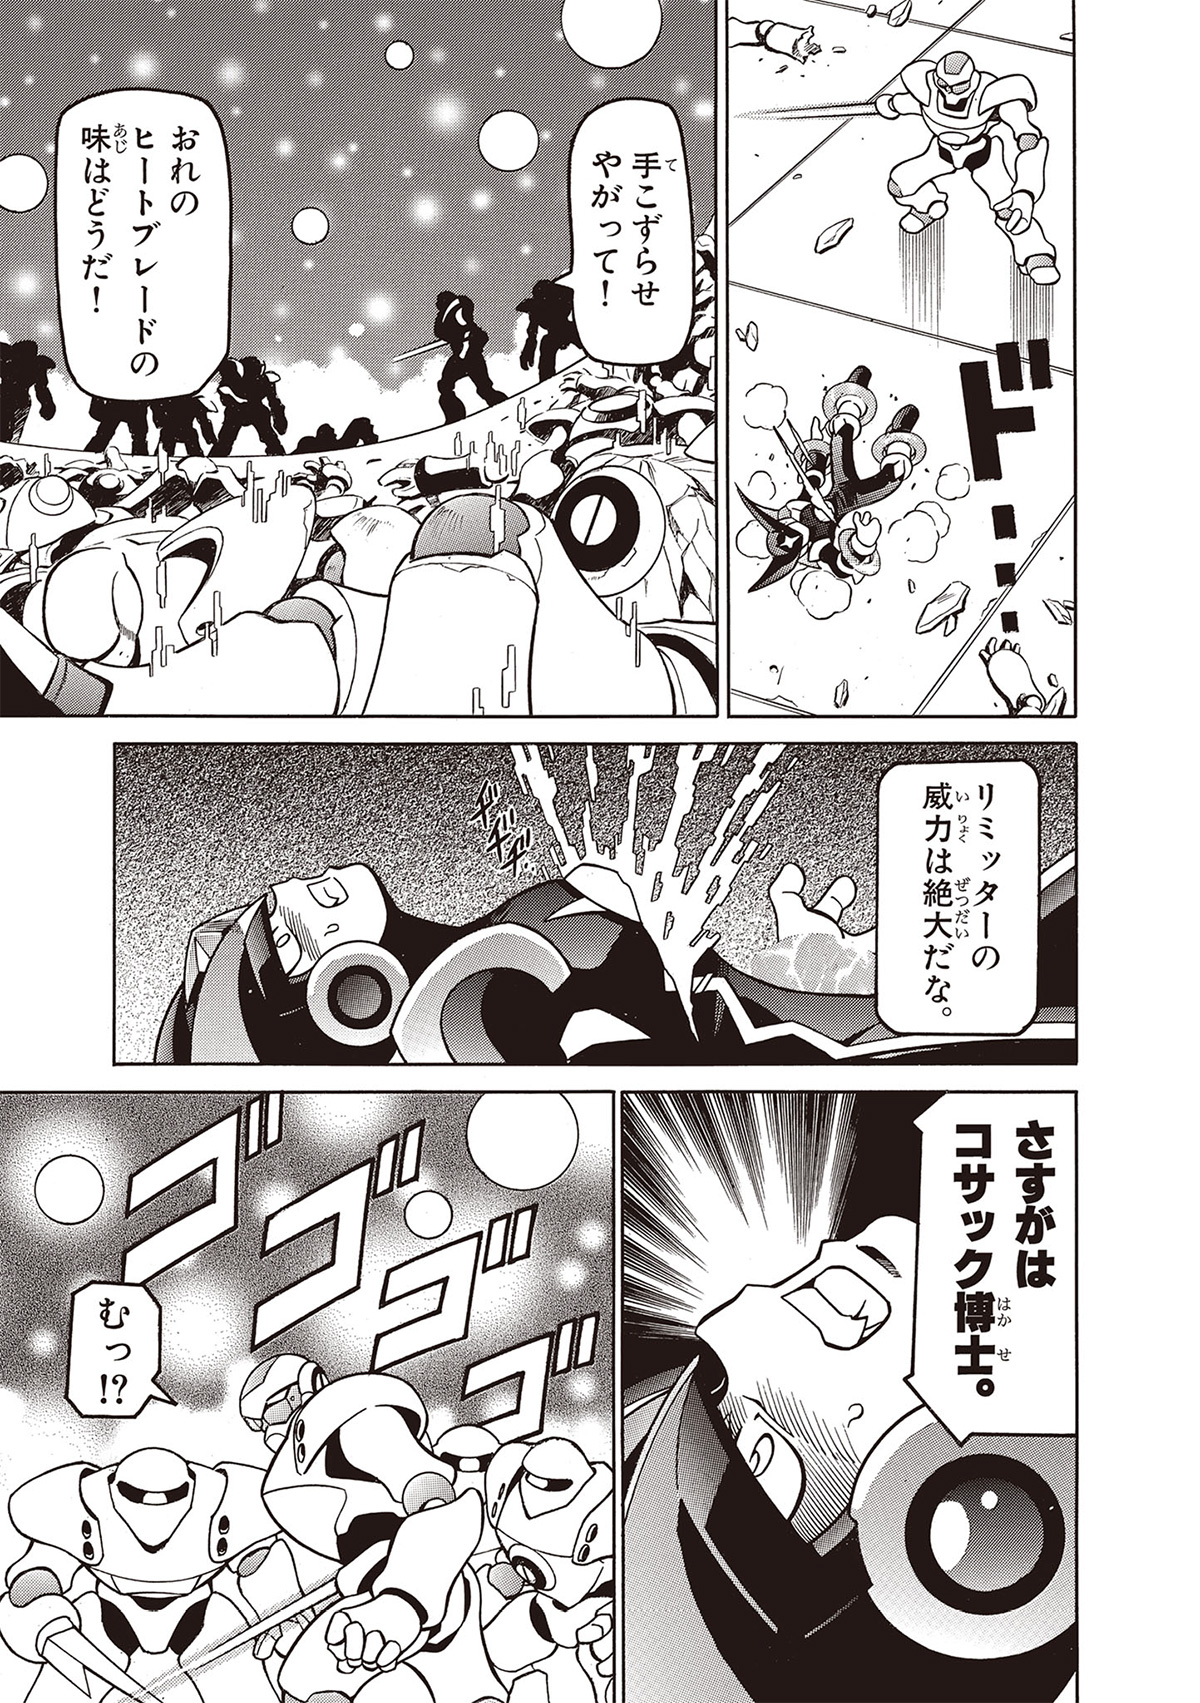 ド…
手こずらせ
やがって！
おれの
ヒートブレードの
味はどうだ！
リミッターの
威力は絶大だな。
ギギギ
さすがは
コサック博士。
ゴゴゴゴ
むっ!?